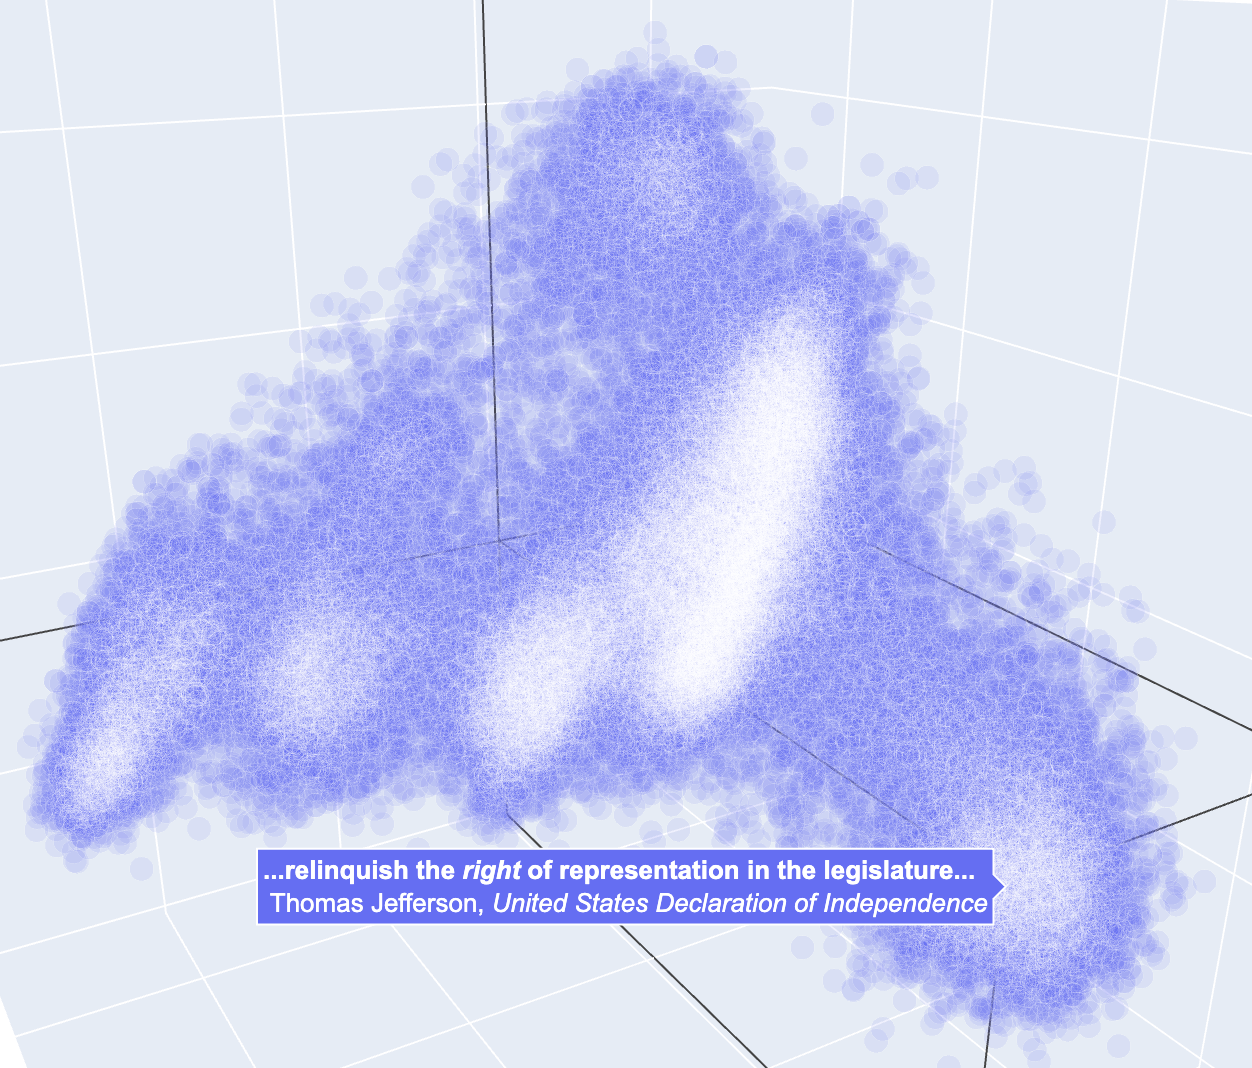 ...relinquish the right of representation in the legislature...
Thomas Jefferson, United States Declaration of Independence